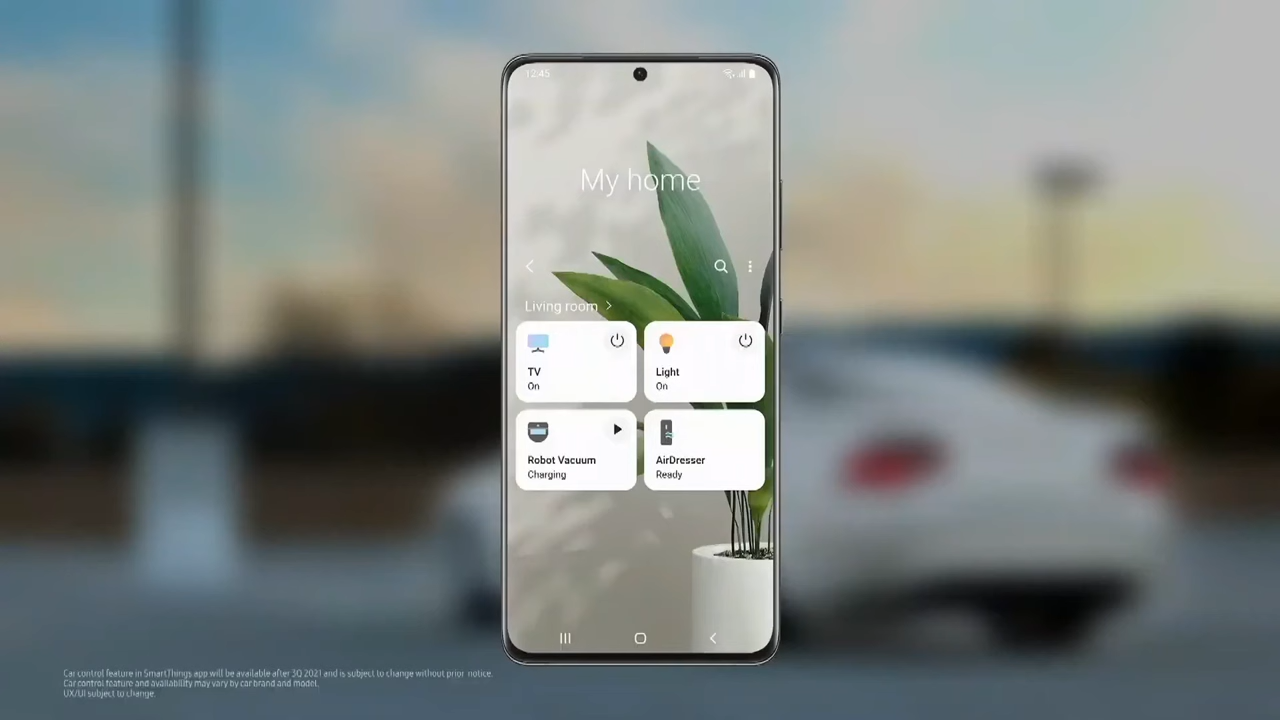 12:45
My home
Living room
TV
On
Light
On
Robot Vacuum
Charging
AirDresser
Ready
Car control feature in SmartThings app will be available after 3Q 2021 and is subject to change without prior notice.
Car control feature and availability may vary by car brand and model.
UX/UI subject to change.